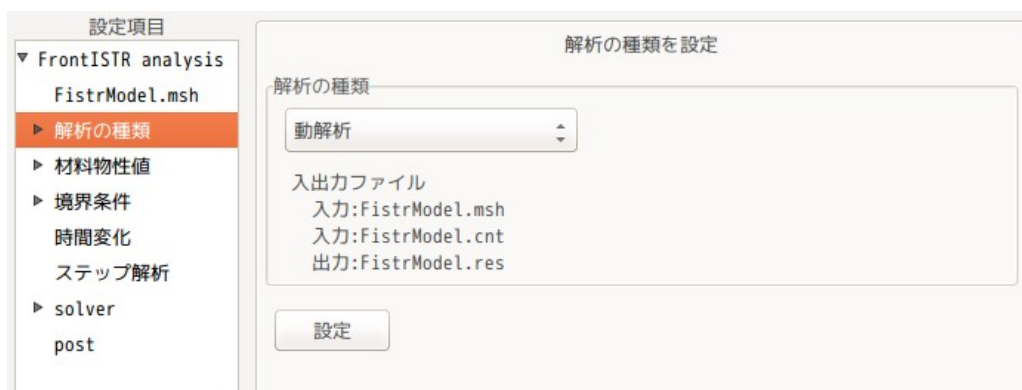 設定項目
FrontISTR analysis
FistrModel.msh
解析の種類
材料物性値
境界条件
時間変化
ステップ解析
solver
post
解析の種類を設定
解析の種類
動解析
入出力ファイル
入力:FistrModel.msh
入力:FistrModel.cnt
出力:FistrModel.res
設定